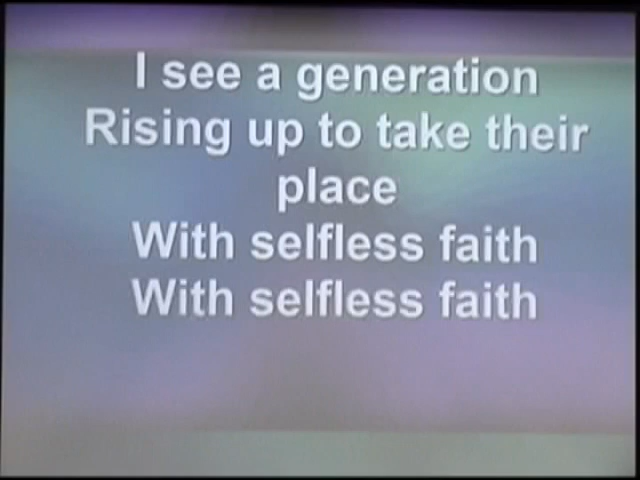 I see a generation
Rising up to take their
place
With selfless faith
With selfless faith